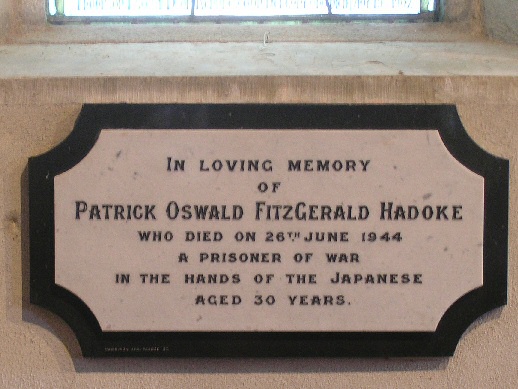 IN LOVING MEMORY
OF
PATRICK OSWALD FITZGERALD HADOKE
WHO DIED ON 26TH JUNE 1944
A PRISONER OF WAR
IN THE HANDS OF THE JAPANESE
AGED 30 YEARS.